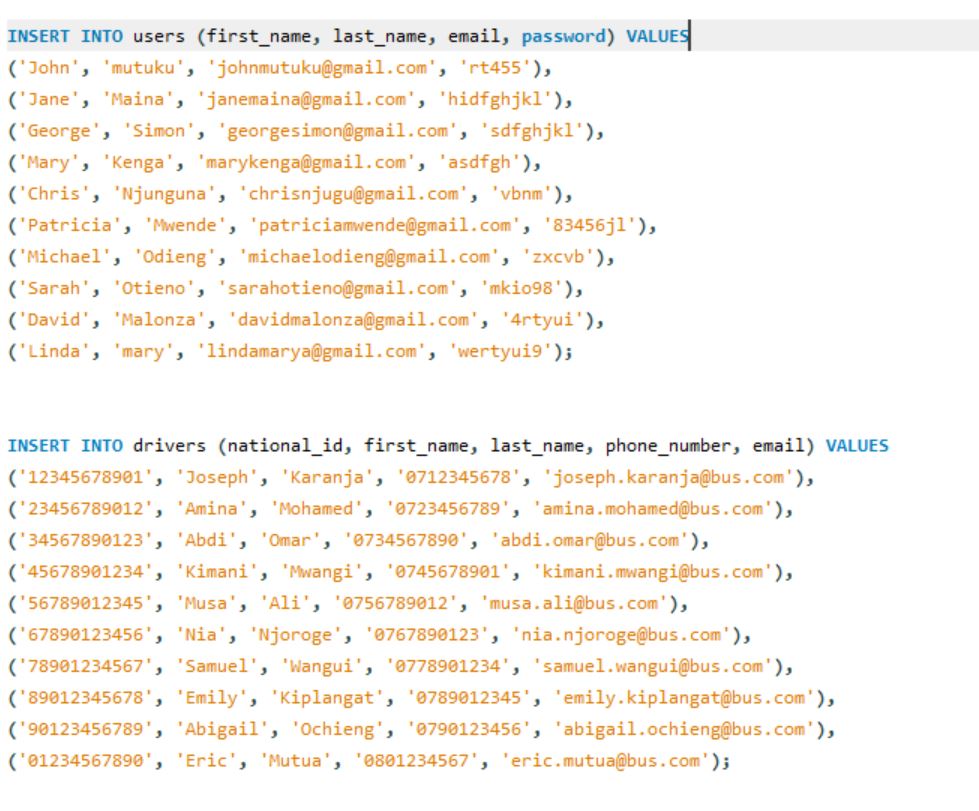 INSERT INTO users (first_name, last_name, email, password) VALUES
('John', 'mutuku', 'johnmutuku@gmail.com', 'rt455'),
('Jane', 'Maina', 'janemaina@gmail.com', 'hidfghjkl'),
('George', 'Simon', 'georgesimon@gmail.com', 'sdfghjkl'),
('Mary', 'Kenga', 'marykenga@gmail.com', 'asdfgh'),
('Chris', 'Njunguna', 'chrisnjugu@gmail.com', 'vbnm'),
('Patricia', 'Mwende', 'patriciamwende@gmail.com', '83456jl'),
('Michael', 'Odieng', 'michaelodieng@gmail.com', 'zxcvb'),
('Sarah', 'Otieno', 'sarahotieno@gmail.com', 'mkio98'),
('David', 'Malonza', 'davidmalonza@gmail.com', '4rtyui'),
('Linda', 'mary', 'lindamarya@gmail.com', 'wertyui9');
INSERT INTO drivers (national_id, first_name, last_name, phone_number, email) VALUES
('12345678901', 'Joseph', 'Karanja', '0712345678', 'joseph.karanja@bus.com'),
('23456789012', 'Amina', 'Mohamed', '0723456789', 'amina.mohamed@bus.com'),
('34567890123', 'Abdi', 'Omar', '0734567890', 'abdi.omar@bus.com'),
('45678901234', 'Kimani', 'Mwangi', '0745678901', 'kimani.mwangi@bus.com'),
('56789012345', 'Musa', 'Ali', '0756789012', 'musa.ali@bus.com'),
('67890123456', 'Nia', 'Njoroge', '0767890123', 'nia.njoroge@bus.com'),
('78901234567', 'Samuel', 'Wangui', '0778901234', 'samuel.wangui@bus.com'),
('89012345678', 'Emily', 'Kiplangat', '0789012345', 'emily.kiplangat@bus.com'),
('90123456789', 'Abigail', 'Ochieng', '0790123456', 'abigail.ochieng@bus.com'),
('01234567890', 'Eric', 'Mutua', '0801234567', 'eric.mutua@bus.com');